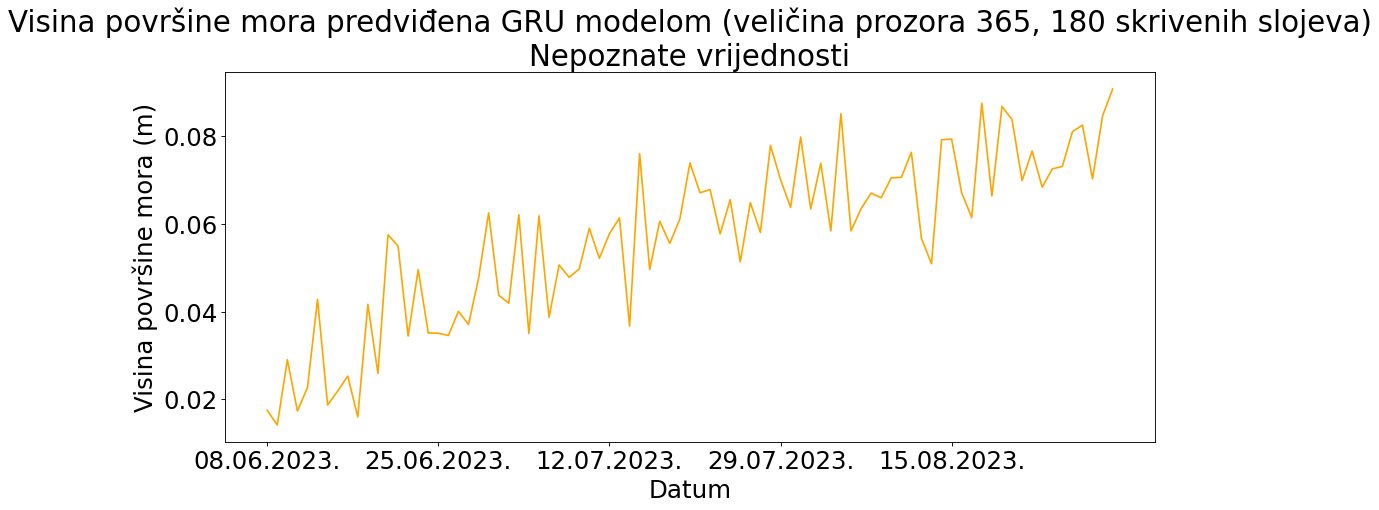 Visina površine mora predviđena GRU modelom (veličina prozora 365, 180 skrivenih slojeva)
Nepoznate vrijednosti
Visina površine mora (m)
0.08
0.06
0.04
0.02
08.06.2023. 25.06.2023. 12.07.2023. 29.07.2023. 15.08.2023.
Datum